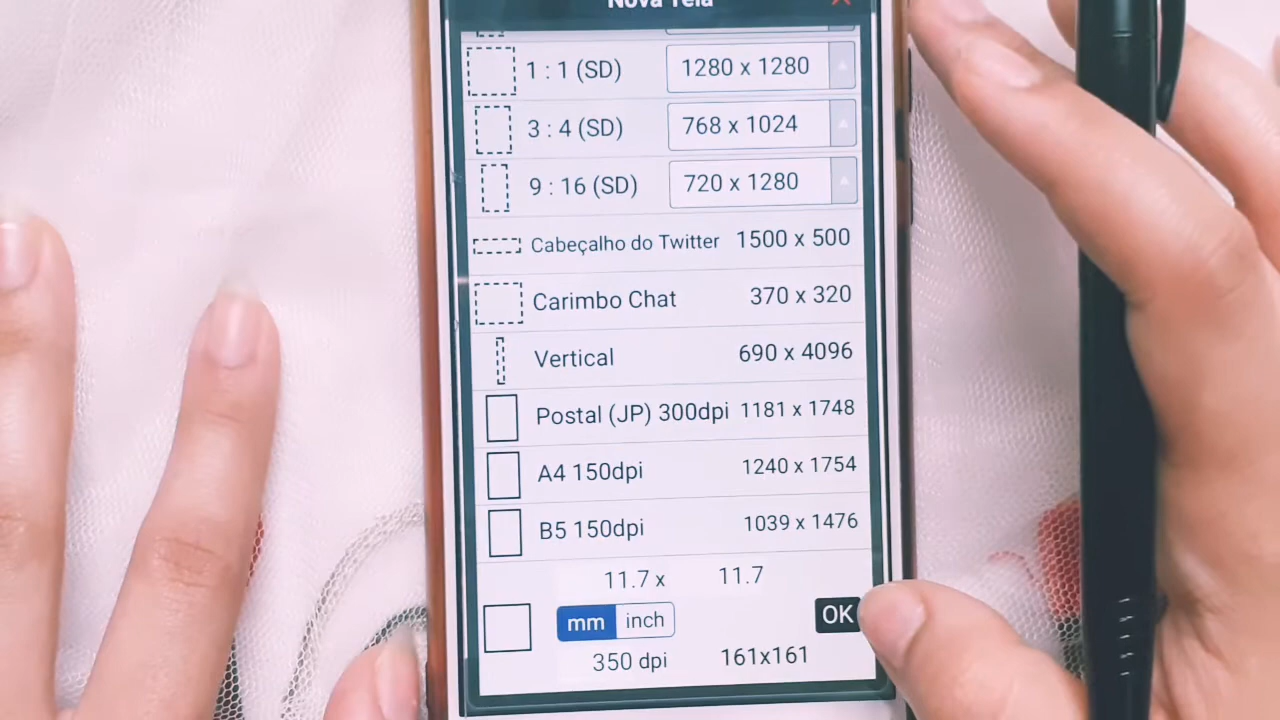 Nova Tela
1 : 1 (SD) 1280 x 1280
3 : 4 (SD) 768 x 1024
9 : 16 (SD) 720 x 1280
Cabeçalho do Twitter 1500 x 500
Carimbo Chat 370 x 320
Vertical 690 x 4096
Postal (JP) 300dpi 1181 x 1748
A4 150dpi 1240 x 1754
B5 150dpi 1039 x 1476
11.7 x 11.7
mm inch OK
350 dpi 161x161